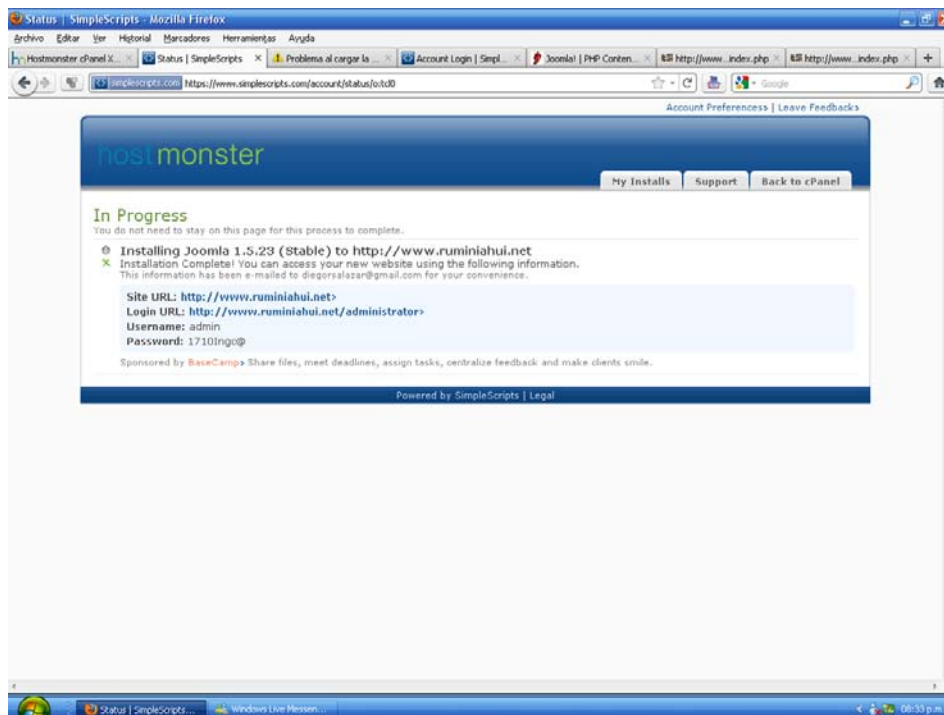 Status | SimpleScripts - Mozilla Firefox
Archivo Editar Ver Historial Marcadores Herramientas Ayuda
Hostmonster cPanel X... Status | SimpleScripts Problema al cargar la ... Account Login | Simpl... Joomla! | PHP Conten... http://www...index.php http://www...index.php
simplescripts.com https://www.simplescripts.com/account/status/o:tcl0 Google
Account Preferences» | Leave Feedback»
hostmonster
My Installs Support Back to cPanel
In Progress
You do not need to stay on this page for this process to complete.
Installing Joomla 1.5.23 (Stable) to http://www.ruminiahui.net
Installation Complete! You can access your new website using the following information.
This information has been e-mailed to diegorsalazar@gmail.com for your convenience.
Site URL: http://www.ruminiahui.net»
Login URL: http://www.ruminiahui.net/administrator»
Username: admin
Password: 1710Ingc@
Sponsored by BaseCamp» Share files, meet deadlines, assign tasks, centralize feedback and make clients smile.
Powered by SimpleScripts | Legal
Status | SimpleScripts... Windows Live Messen... 08:33 p.m.